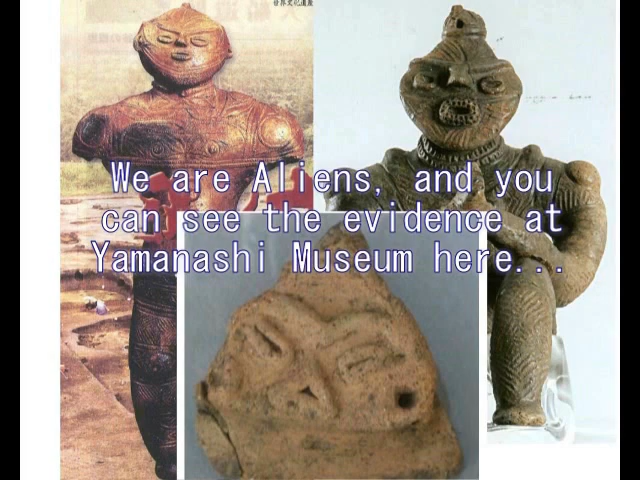 We are Aliens, and you
can see the evidence at
Yamanashi Museum here...